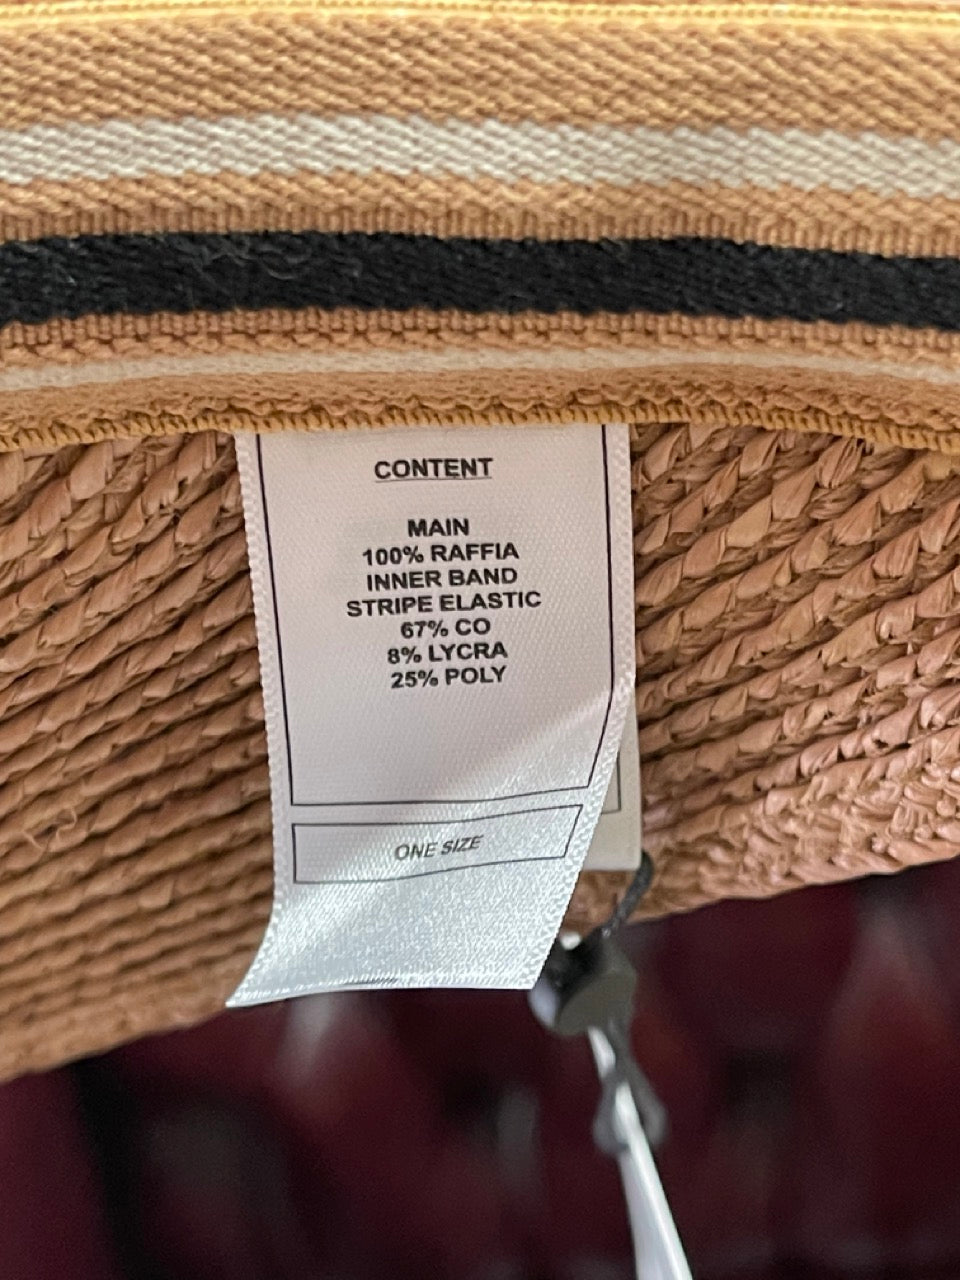 CONTENT
MAIN
100% RAFFIA
INNER BAND
STRIPE ELASTIC
67% CO
8% LYCRA
25% POLY
ONE SIZE